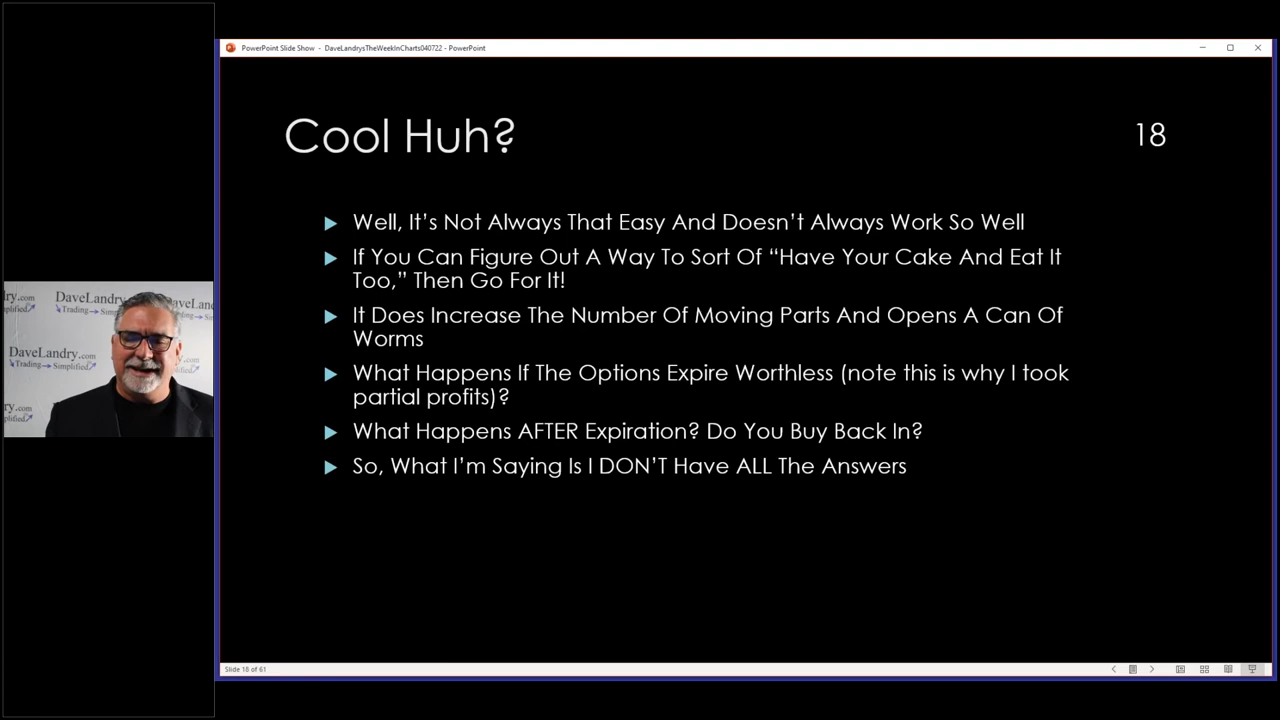 PowerPoint Slide Show - DaveLandrysTheWeekInCharts040722 - PowerPoint
Cool Huh?
18
Well, It’s Not Always That Easy And Doesn’t Always Work So Well
If You Can Figure Out A Way To Sort Of “Have Your Cake And Eat It
Too,” Then Go For It!
It Does Increase The Number Of Moving Parts And Opens A Can Of
Worms
What Happens If The Options Expire Worthless (note this is why I took
partial profits)?
What Happens AFTER Expiration? Do You Buy Back In?
So, What I’m Saying Is I DON’T Have ALL The Answers
DaveLandry.com
Trading Simplified
Slide 18 of 61